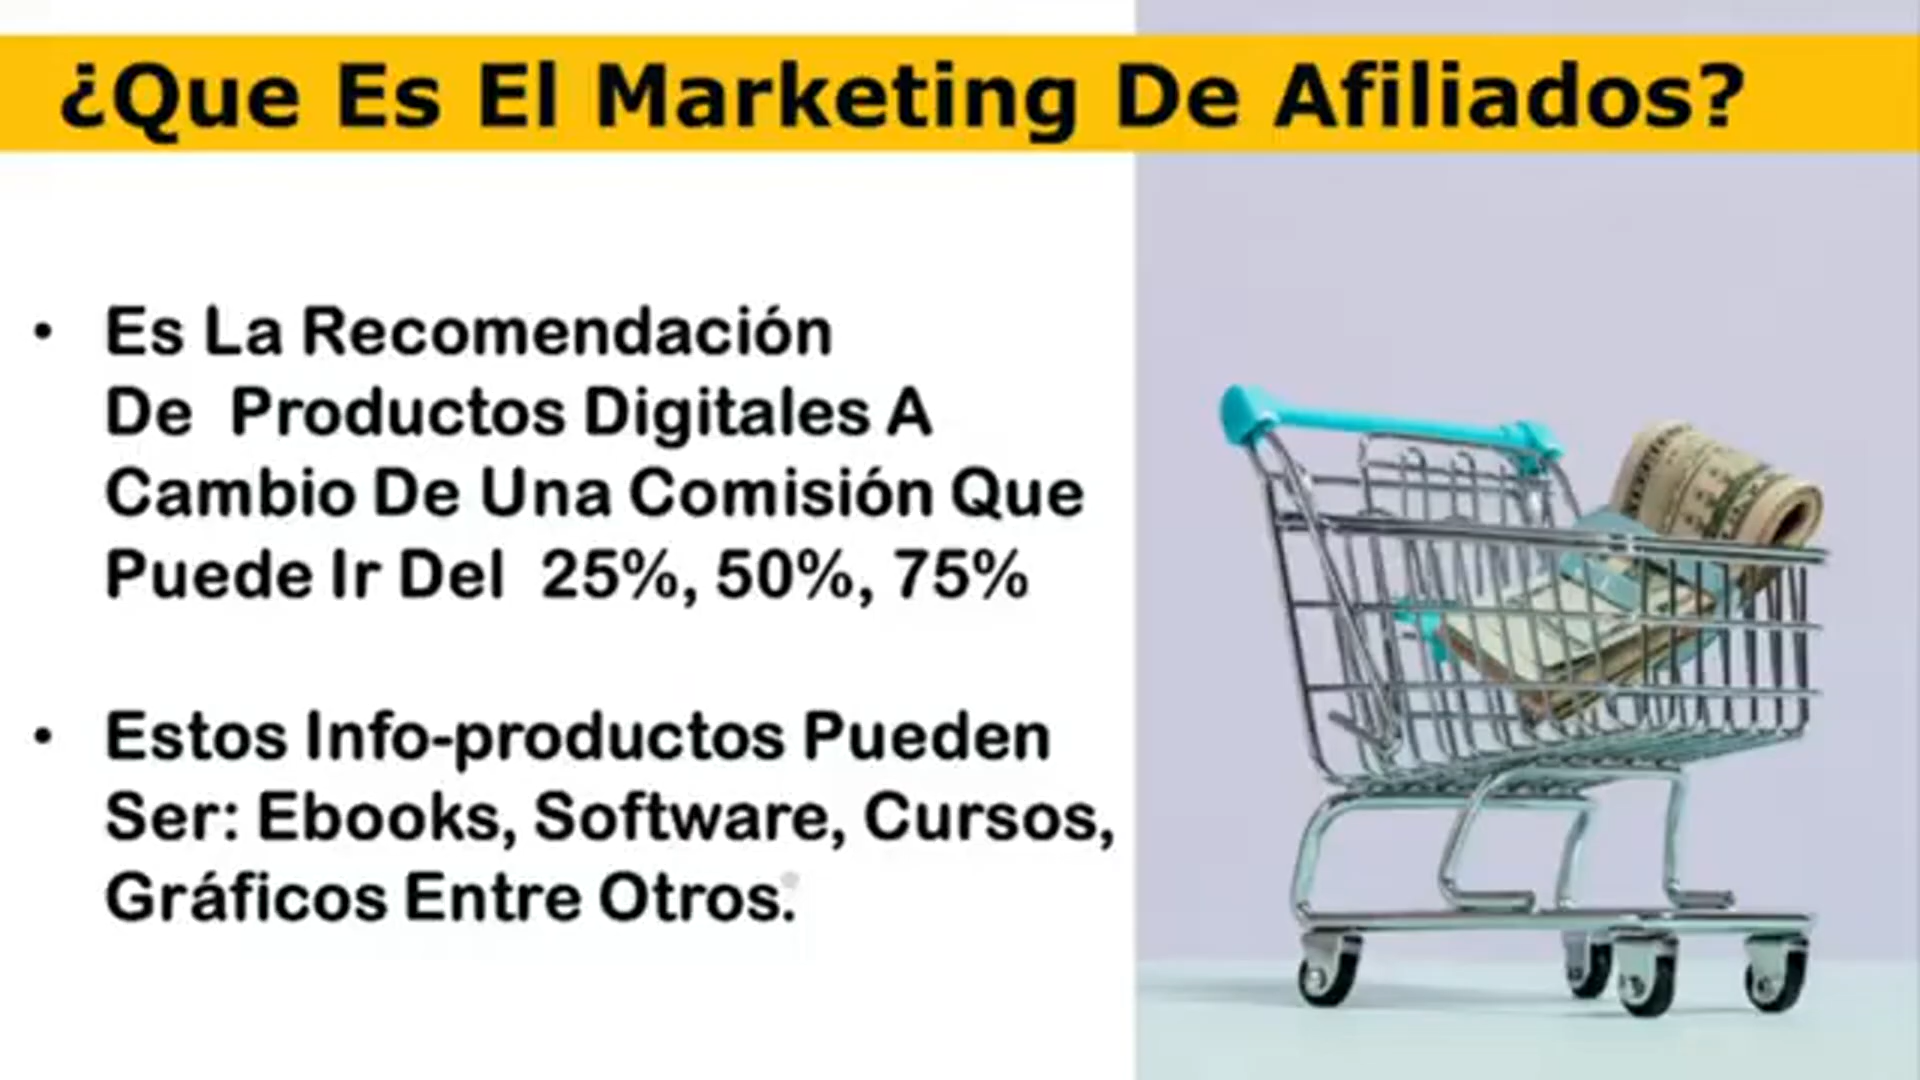 ¿Que Es El Marketing De Afiliados?
• Es La Recomendación
De Productos Digitales A
Cambio De Una Comisión Que
Puede Ir Del 25%, 50%, 75%
• Estos Info-productos Pueden
Ser: Ebooks, Software, Cursos,
Gráficos Entre Otros.